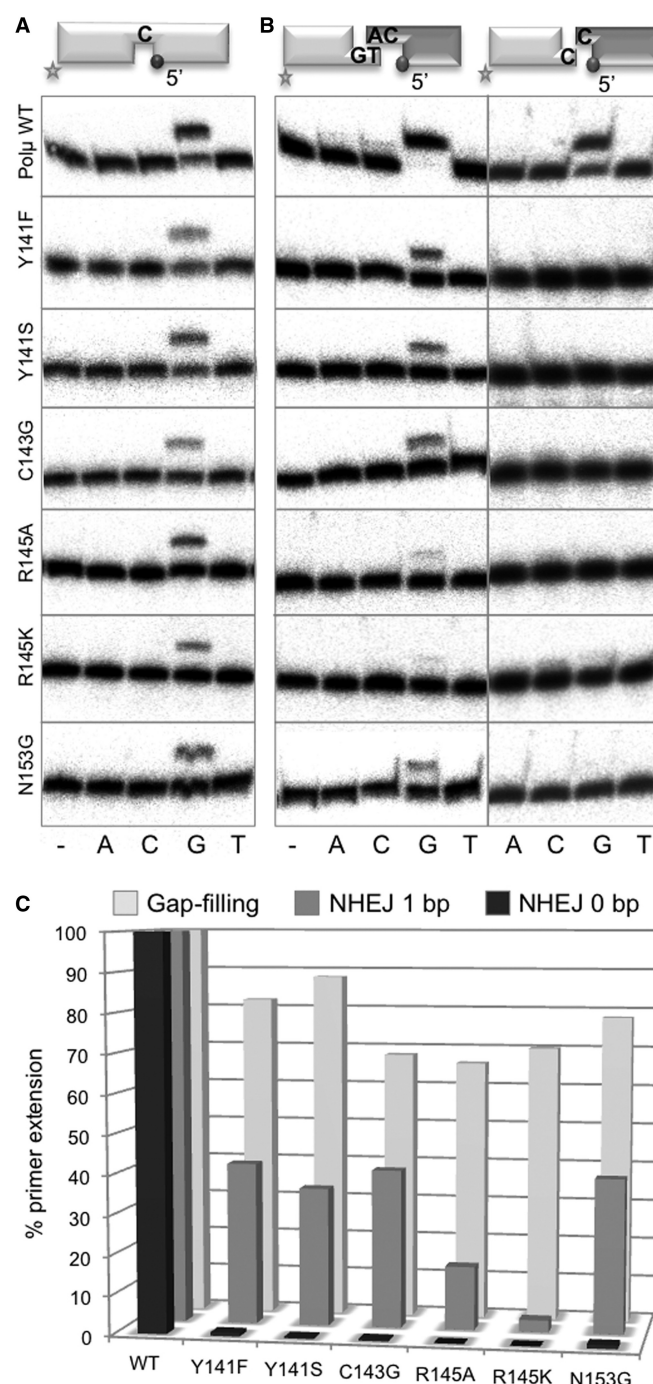 A
B
C
5'
AC
GT
5'
C
C
5'
Polμ WT
Y141F
Y141S
C143G
R145A
R145K
N153G
- A C G T
- A C G T
A C G T
C
Gap-filling
NHEJ 1 bp
NHEJ 0 bp
% primer extension
100
90
80
70
60
50
40
30
20
10
0
WT
Y141F
Y141S
C143G
R145A
R145K
N153G